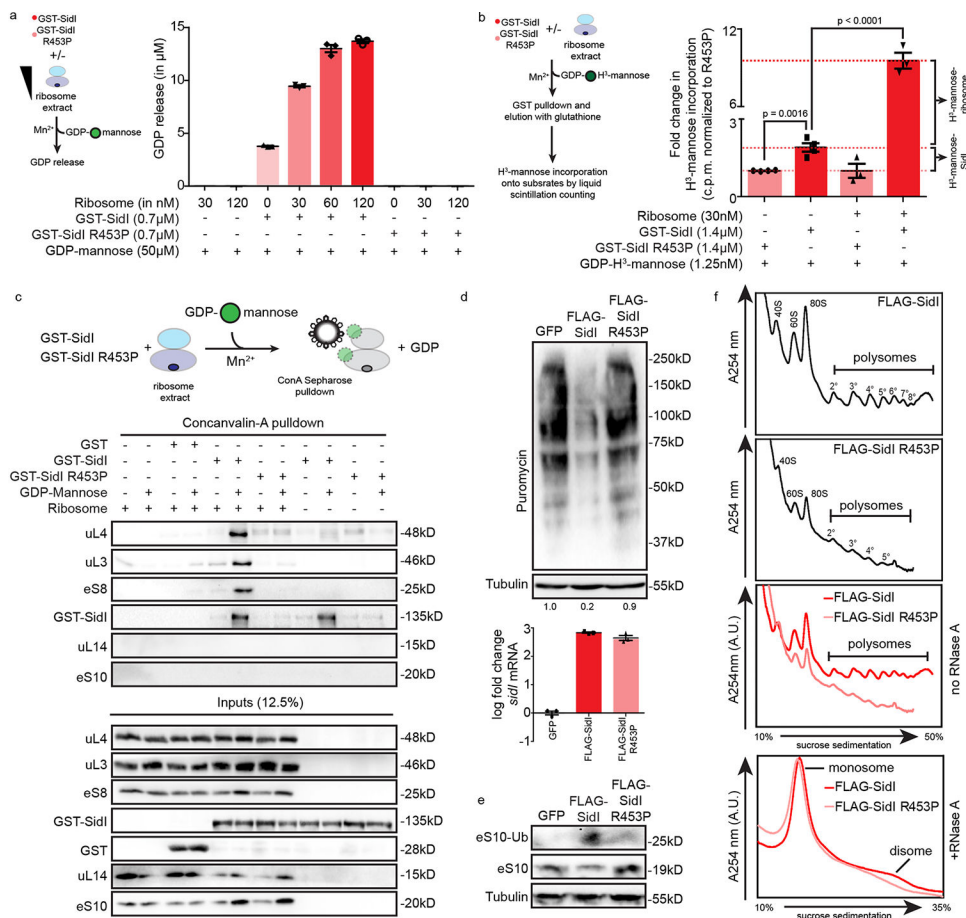 a
GST-SidI
GST-SidI
R453P
+/-
ribosome
extract
Mn²⁺
GDP-mannose
GDP release
GDP release (in μM)
15
10
5
0
Ribosome (in nM) 30 120 0 30 60 120 0 30 120
GST-SidI (0.7μM) - - + + + + - - -
GST-SidI R453P (0.7μM) - - - - - - + + +
GDP-mannose (50μM) + + + + + + + + +
b
GST-SidI
GST-SidI
R453P
+/-
ribosome
extract
Mn²⁺
GDP-H³-mannose
GST pulldown and
elution with glutathione
H³-mannose incorporation
onto substrates by liquid
scintillation counting
Fold change in
H³-mannose incorporation
(c.p.m. normalized to R453P)
12
6
3
2
1
0
p < 0.0001
p = 0.0016
H³-mannose-
ribosome
H³-mannose-
SidI
Ribosome (30nM) - - + +
GST-SidI (1.4μM) - + - +
GST-SidI R453P (1.4μM) + - + -
GDP-H³-mannose (1.25nM) + + + +
c
GDP- mannose
GST-SidI
GST-SidI R453P
+
Mn²⁺
+ GDP
ribosome
extract
ConA Sepharose
pulldown
Concanvalin-A pulldown
GST - - + + - - - - - - - -
GST-SidI - - - - + + - - + + - -
GST-SidI R453P - - - - - - + + - - + +
GDP-Mannose - + - + - + - + - + - +
Ribosome + + + + + + + + - - - -
uL4 -48kD
uL3 -46kD
eS8 -25kD
GST-SidI -135kD
uL14 -15kD
eS10 -20kD
Inputs (12.5%)
uL4 -48kD
uL3 -46kD
eS8 -25kD
GST-SidI -135kD
GST -28kD
uL14 -15kD
eS10 -20kD
d
GFP
FLAG-
SidI
FLAG-
SidI
R453P
Puromycin
-250kD
-150kD
-100kD
-75kD
-50kD
-37kD
Tubulin -55kD
1.0 0.2 0.9
log fold change
sidI mRNA
3
2
1
0
-1
GFP
FLAG-SidI
FLAG-SidI
R453P
e
GFP
FLAG-
SidI
FLAG-
SidI
R453P
eS10-Ub -25kD
eS10 -19kD
Tubulin -55kD
f
A254 nm
FLAG-SidI
40S
60S
80S
polysomes
2° 3° 4° 5° 6° 7° 8°
A254 nm
FLAG-SidI R453P
40S
60S
80S
polysomes
2° 3° 4° 5°
A254nm (A.U.)
FLAG-SidI
FLAG-SidI R453P
polysomes
no RNase A
10% sucrose sedimentation 50%
A254 nm (A.U.)
monosome
FLAG-SidI
FLAG-SidI R453P
disome
+RNase A
10% sucrose sedimentation 35%